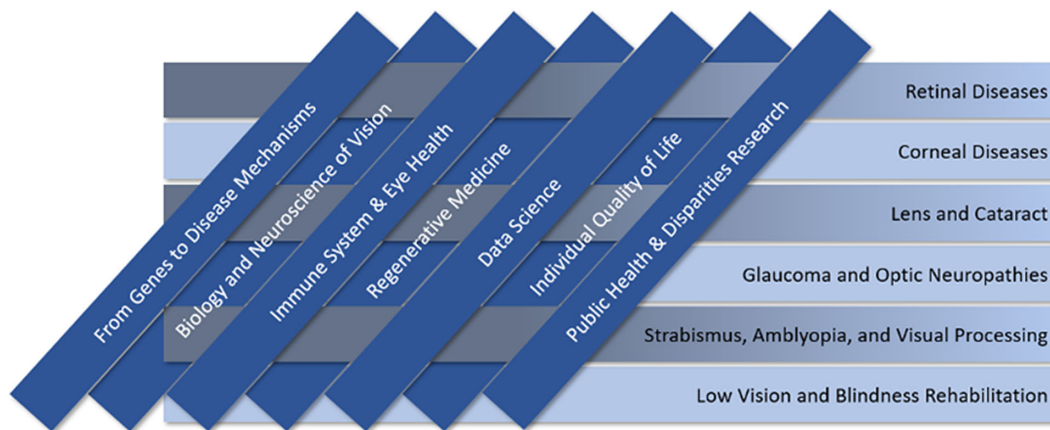 From Genes to Disease Mechanisms
Biology and Neuroscience of Vision
Immune System & Eye Health
Regenerative Medicine
Data Science
Individual Quality of Life
Public Health & Disparities Research
Retinal Diseases
Corneal Diseases
Lens and Cataract
Glaucoma and Optic Neuropathies
Strabismus, Amblyopia, and Visual Processing
Low Vision and Blindness Rehabilitation